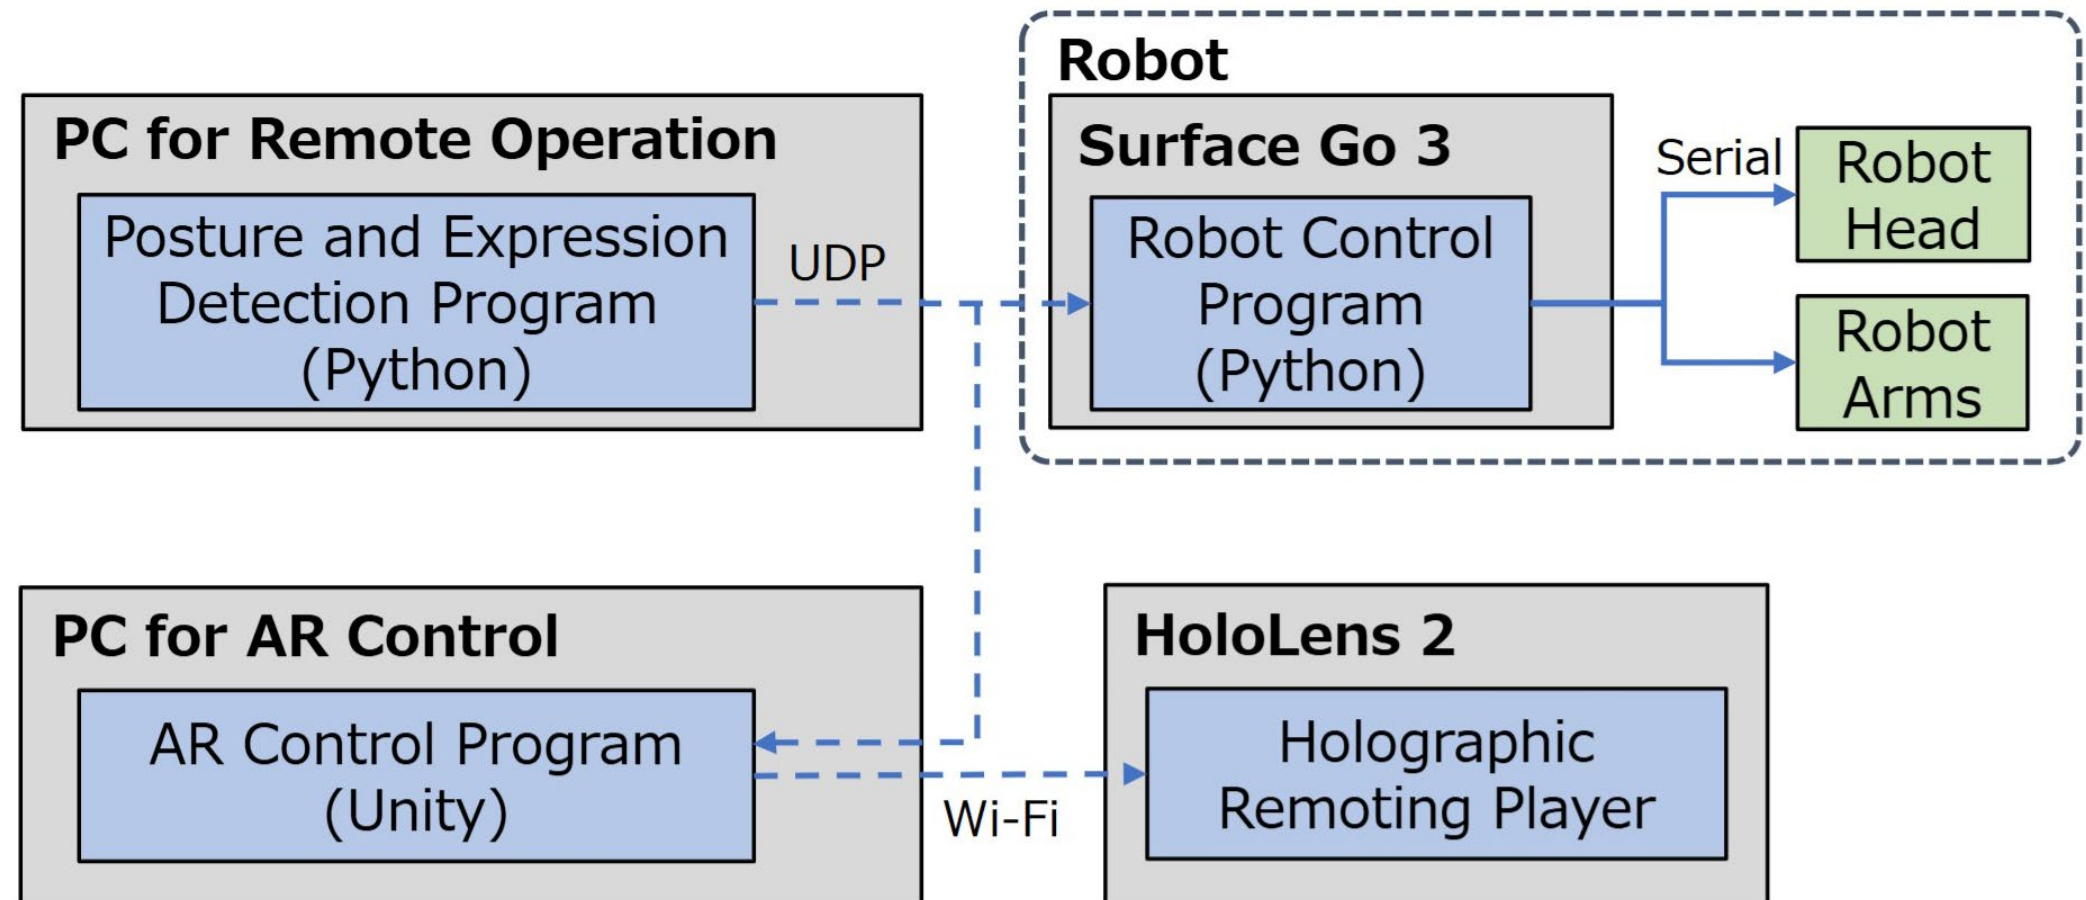 Robot
PC for Remote Operation
Posture and Expression
Detection Program
(Python)
UDP
Surface Go 3
Robot Control
Program
(Python)
Serial
Robot
Head
Robot
Arms
PC for AR Control
AR Control Program
(Unity)
Wi-Fi
HoloLens 2
Holographic
Remoting Player